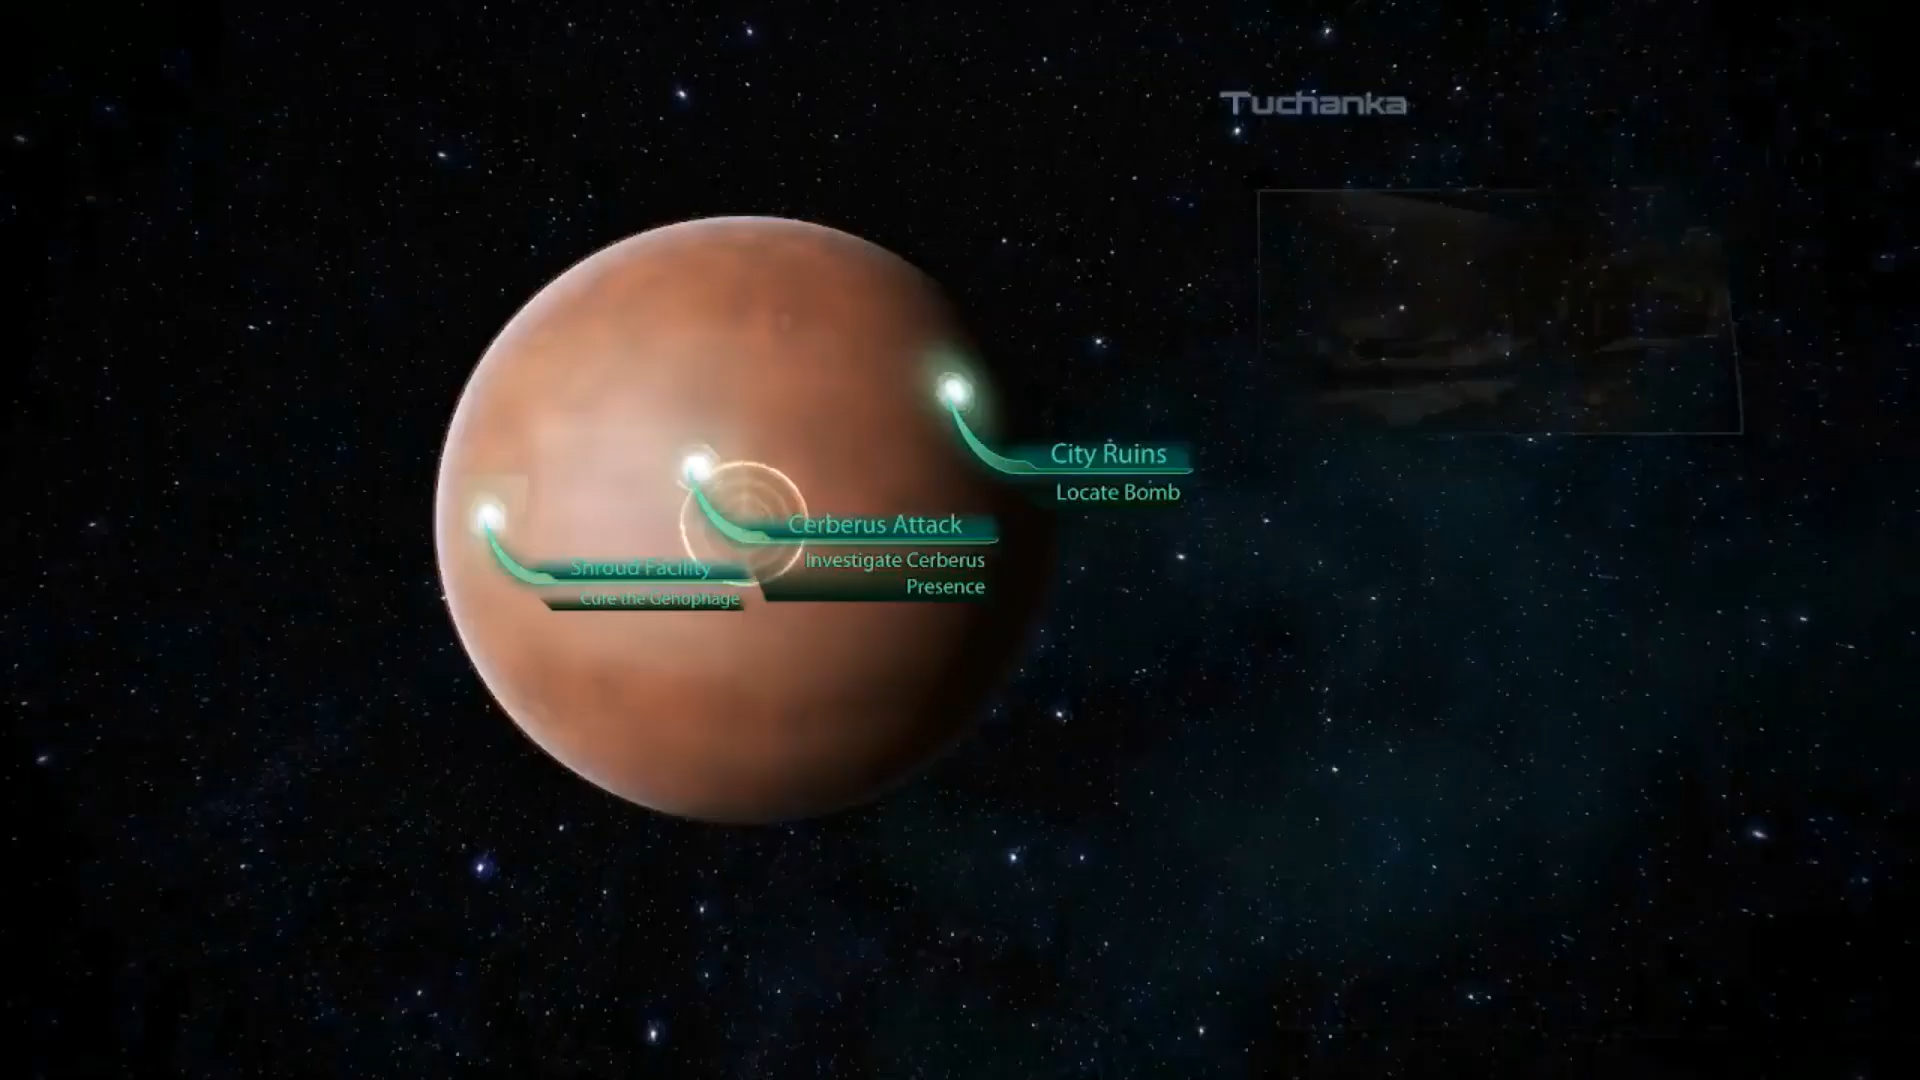 Tuchanka
City Ruins
Locate Bomb
Cerberus Attack
Investigate Cerberus
Presence
Shroud Facility
Cure the Genophage